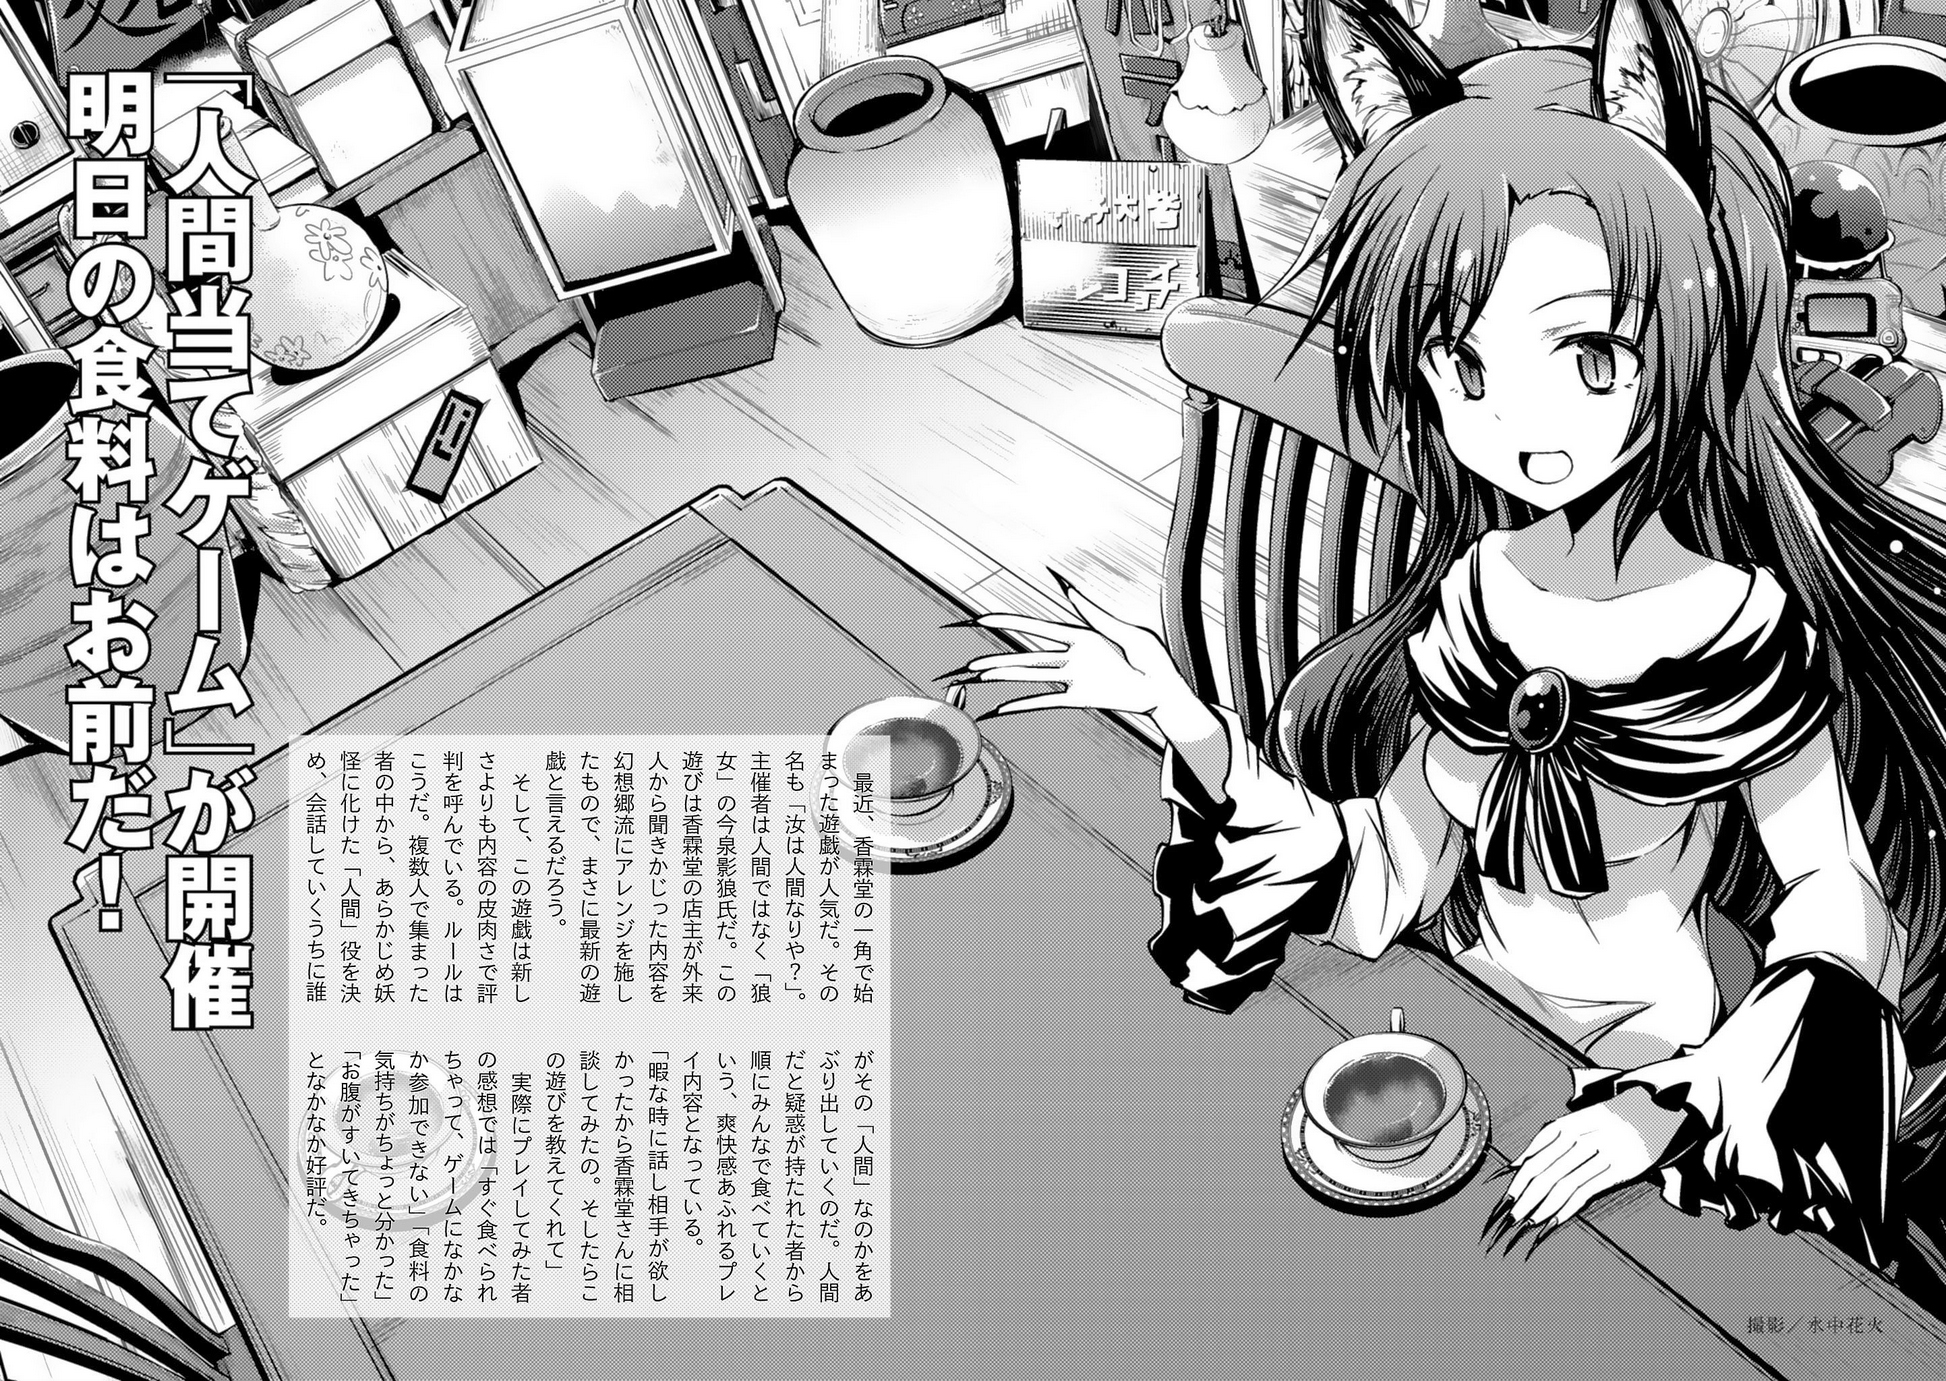 「人間当てゲーム」が開催
明日の食料はお前だ！
　最近、香霖堂の一角で始
まった遊戯が人気だ。その
名も「汝は人間なりや？」。
主催者は人間ではなく「狼
女」の今泉影狼氏だ。この
遊びは香霖堂の店主が外来
人から聞きかじった内容を
幻想郷流にアレンジを施し
たもので、まさに最新の遊
戯と言えるだろう。
　そして、この遊戯は新し
さよりも内容の皮肉さで評
判を呼んでいる。ルールは
こうだ。複数人で集まった
者の中から、あらかじめ妖
怪に化けた「人間」役を決
め、会話していくうちに誰
がその「人間」なのかをあ
ぶり出していくのだ。人間
だと疑惑が持たれた者から
順にみんなで食べていくと
いう、爽快感あふれるプレ
イ内容となっている。
「暇な時に話し相手が欲し
かったから香霖堂さんに相
談してみたの。そしたらこ
の遊びを教えてくれて」
　実際にプレイしてみた者
の感想では「すぐ食べられ
ちゃって、ゲームになかな
か参加できない」「食料の
気持ちがちょっと分かった」
「お腹がすいてきちゃった」
となかなか好評だ。
撮影／水中花火